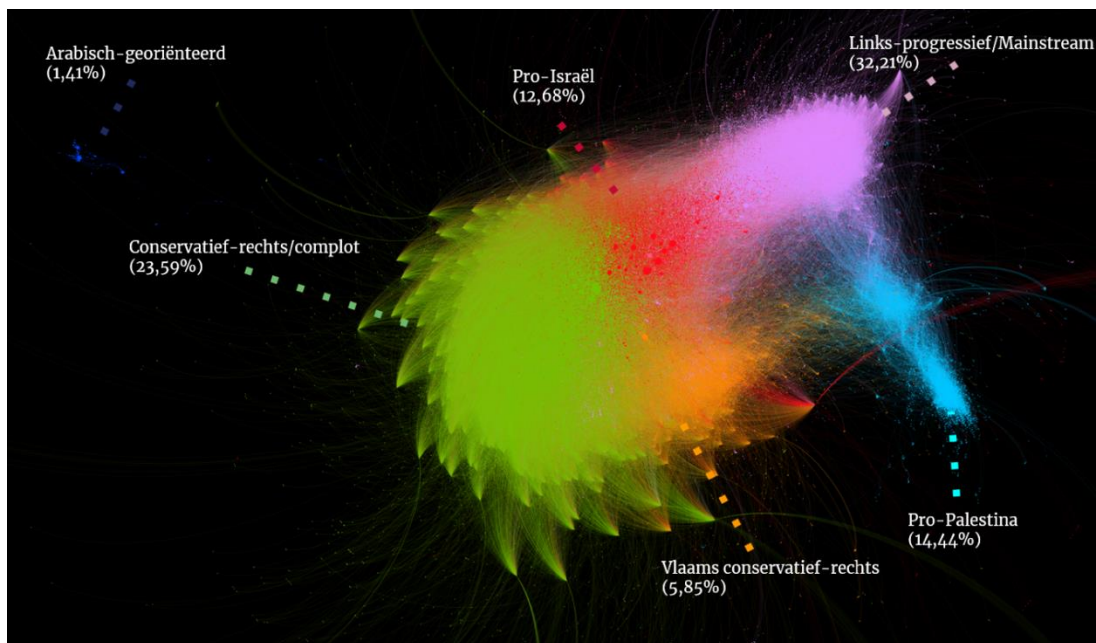 Arabisch-georiënteerd
(1,41%)
Pro-Israël
(12,68%)
Links-progressief/Mainstream
(32,21%)
Conservatief-rechts/complot
(23,59%)
Pro-Palestina
(14,44%)
Vlaams conservatief-rechts
(5,85%)